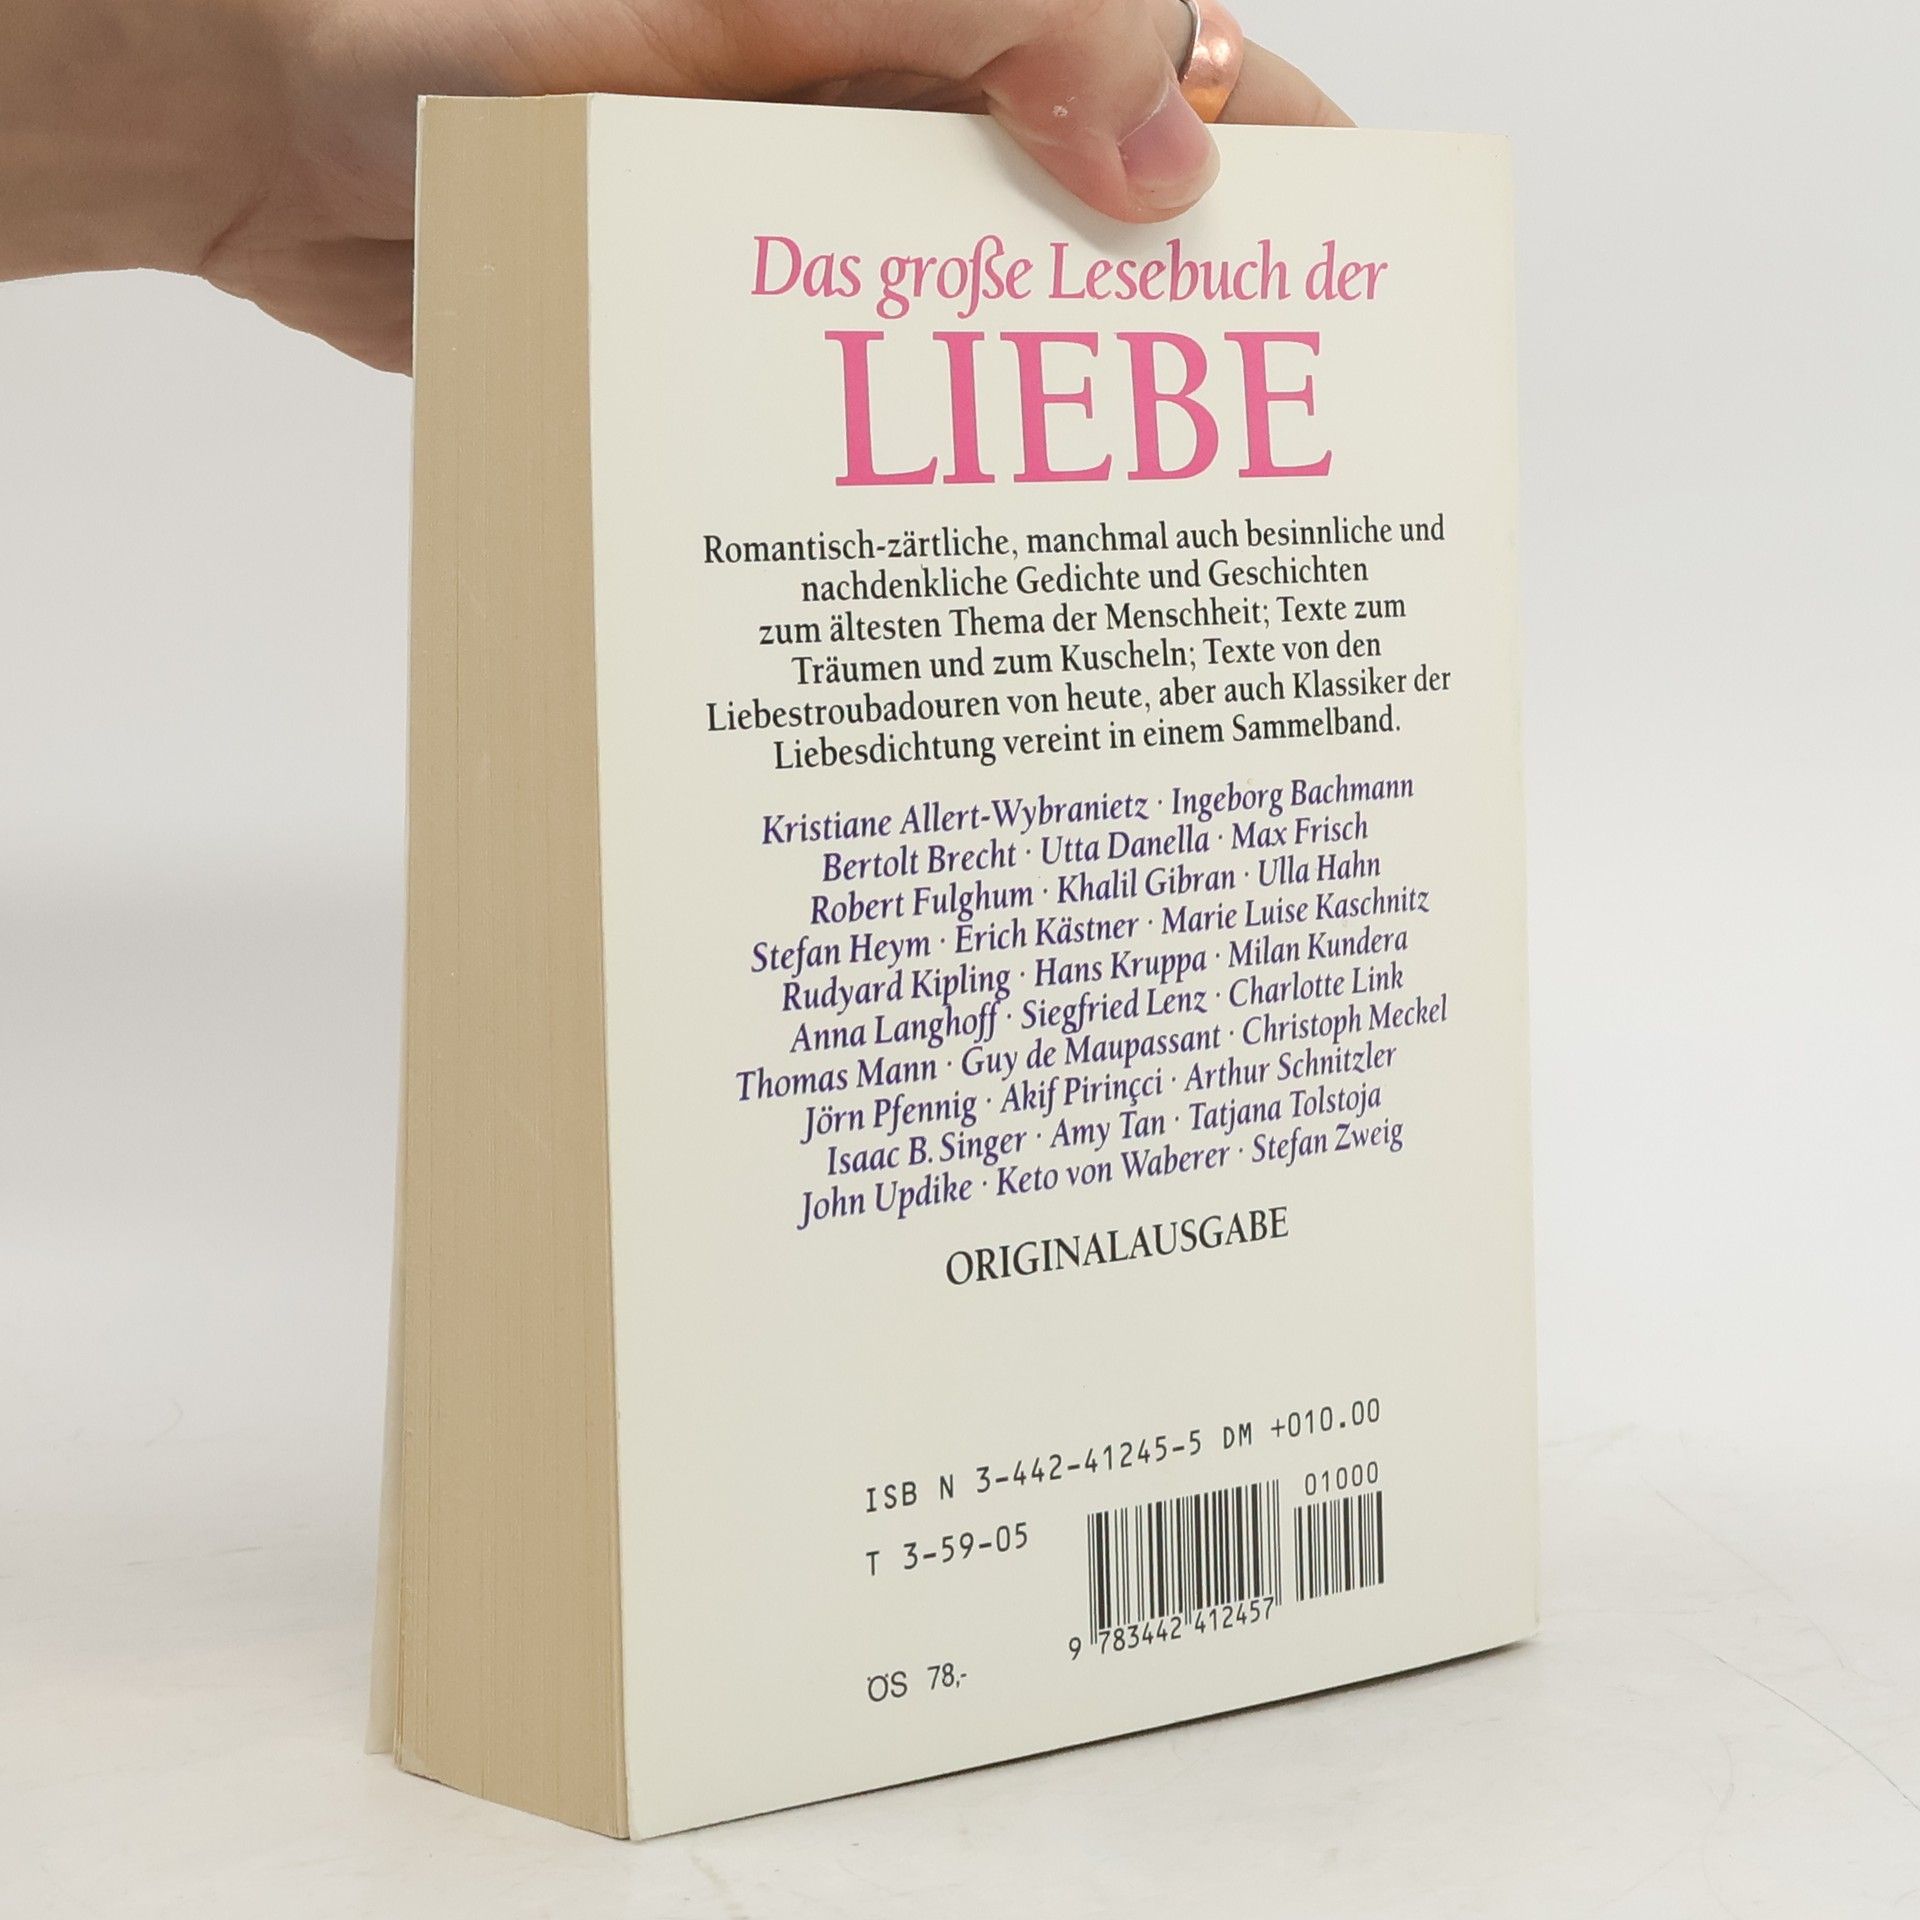 Das große Lesebuch der
LIEBE
Romantisch-zärtliche, manchmal auch besinnliche und
nachdenkliche Gedichte und Geschichten
zum ältesten Thema der Menschheit; Texte zum
Träumen und zum Kuscheln; Texte von den
Liebestroubadouren von heute, aber auch Klassiker der
Liebesdichtung vereint in einem Sammelband.
Kristiane Allert-Wybranietz · Ingeborg Bachmann
Bertolt Brecht · Utta Danella · Max Frisch
Robert Fulghum · Khalil Gibran · Ulla Hahn
Stefan Heym · Erich Kästner · Marie Luise Kaschnitz
Rudyard Kipling · Hans Kruppa · Milan Kundera
Anna Langhoff · Siegfried Lenz · Charlotte Link
Thomas Mann · Guy de Maupassant · Christoph Meckel
Jörn Pfennig · Akif Pirinçci · Arthur Schnitzler
Isaac B. Singer · Amy Tan · Tatjana Tolstoja
John Updike · Keto von Waberer · Stefan Zweig
ORIGINALAUSGABE
ISB N 3-442-41245-5 DM +010.00
01000
T 3-59-05
9 783442 412457
ÖS 78,-